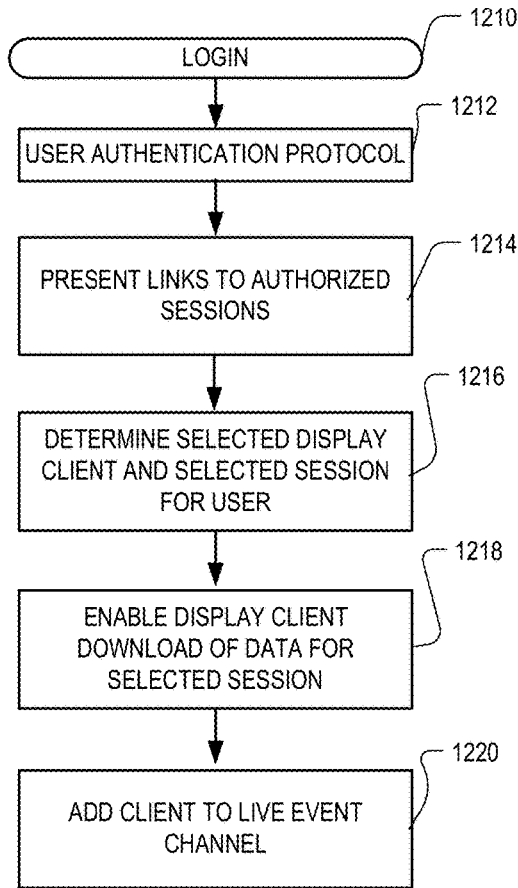 1210
LOGIN
1212
USER AUTHENTICATION PROTOCOL
1214
PRESENT LINKS TO AUTHORIZED
SESSIONS
1216
DETERMINE SELECTED DISPLAY
CLIENT AND SELECTED SESSION
FOR USER
1218
ENABLE DISPLAY CLIENT
DOWNLOAD OF DATA FOR
SELECTED SESSION
1220
ADD CLIENT TO LIVE EVENT
CHANNEL